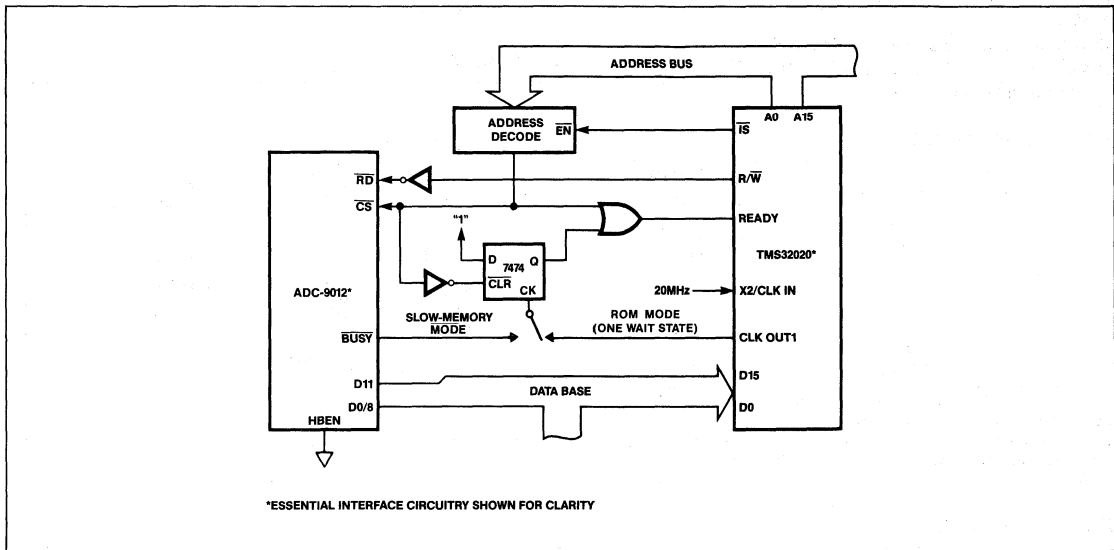 ADDRESS BUS
ADDRESS
DECODE
EN
A0 A15
IS
RD
R/W
CS
"1"
READY
D 7474 Q
CLR
CK
TMS32020*
ADC-9012*
20MHz
X2/CLK IN
SLOW-MEMORY
MODE
ROM MODE
(ONE WAIT STATE)
BUSY
CLK OUT1
D11
D15
DATA BASE
D0/8
D0
HBEN
*ESSENTIAL INTERFACE CIRCUITRY SHOWN FOR CLARITY